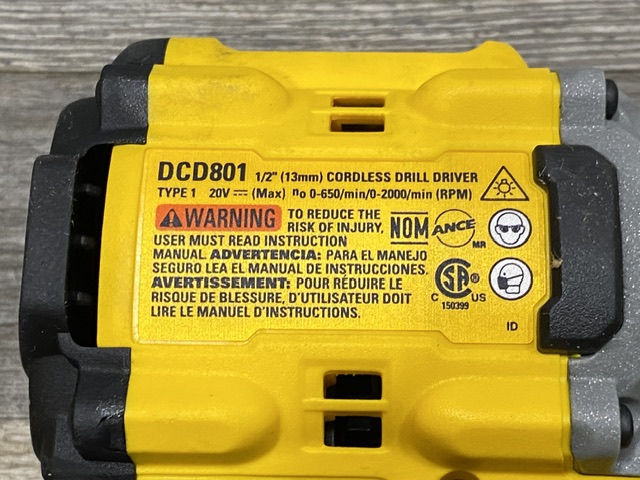 DCD801 1/2" (13mm) CORDLESS DRILL DRIVER
TYPE 1 20V ⎓ (Max) n₀ 0-650/min/0-2000/min (RPM)
⚠WARNING TO REDUCE THE
RISK OF INJURY,
USER MUST READ INSTRUCTION
MANUAL. ADVERTENCIA: PARA EL MANEJO
SEGURO LEA EL MANUAL DE INSTRUCCIONES.
AVERTISSEMENT: POUR RÉDUIRE LE
RISQUE DE BLESSURE, D'UTILISATEUR DOIT
LIRE LE MANUEL D'INSTRUCTIONS.
NOM ANCE
MR
CSA®
C US
150399
ID